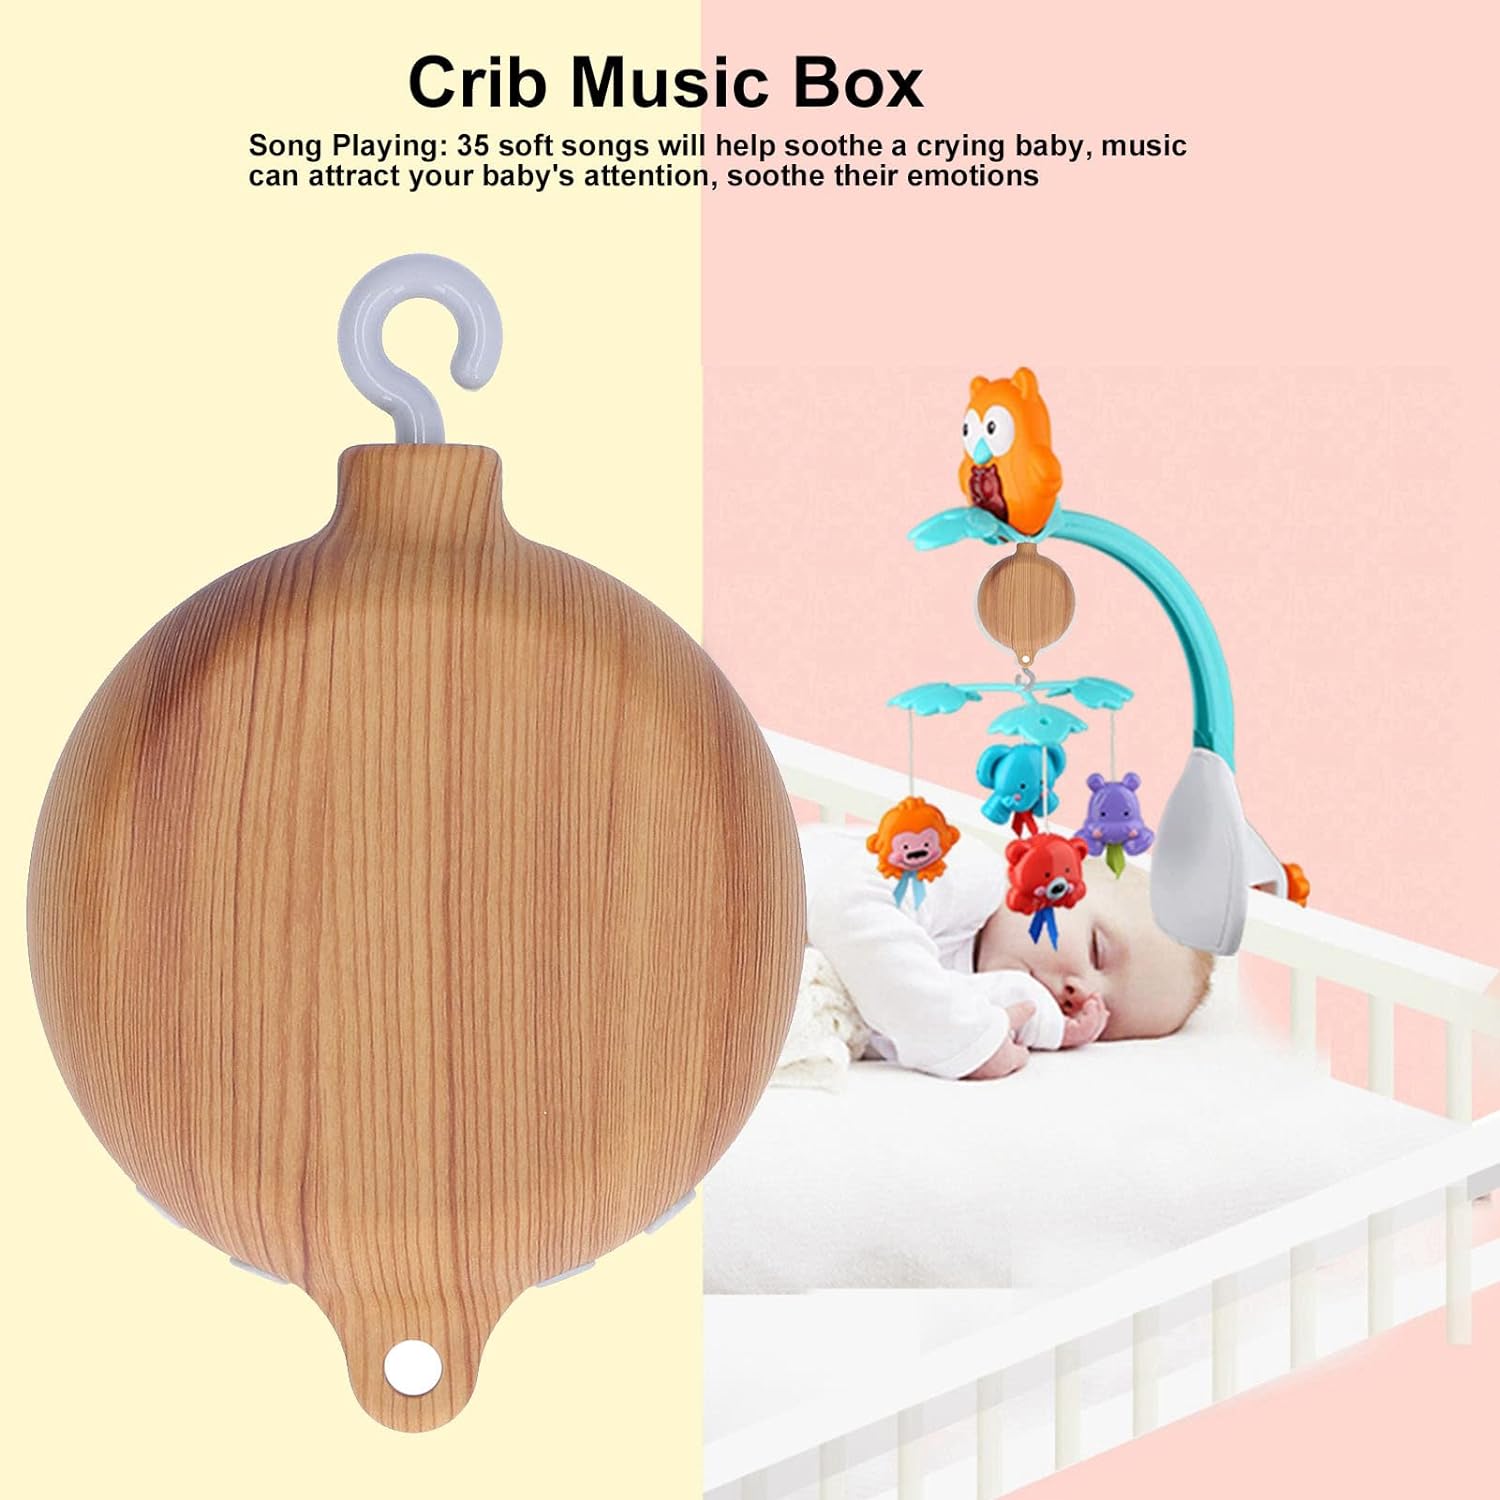 Crib Music Box
Song Playing: 35 soft songs will help soothe a crying baby, music
can attract your baby's attention, soothe their emotions